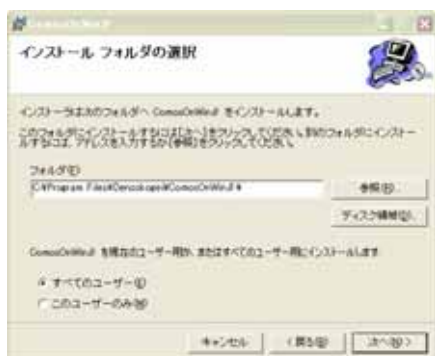 ComosOnWinJ
インストール フォルダの選択
インストーラは次のフォルダへ ComosOnWinJ をインストールします。
このフォルダにインストールするには[次へ]をクリックしてください。別のフォルダにインストー
ルするには、アドレスを入力するか[参照]をクリックしてください。
フォルダ(F):
C:¥Program Files¥Densokope¥ComosOnWinJ¥
参照(R)...
ディスク領域(D)...
ComosOnWinJ を現在のユーザー用か、またはすべてのユーザー用にインストールします:
すべてのユーザー(E)
このユーザーのみ(M)
キャンセル
< 戻る(B)
次へ(N) >